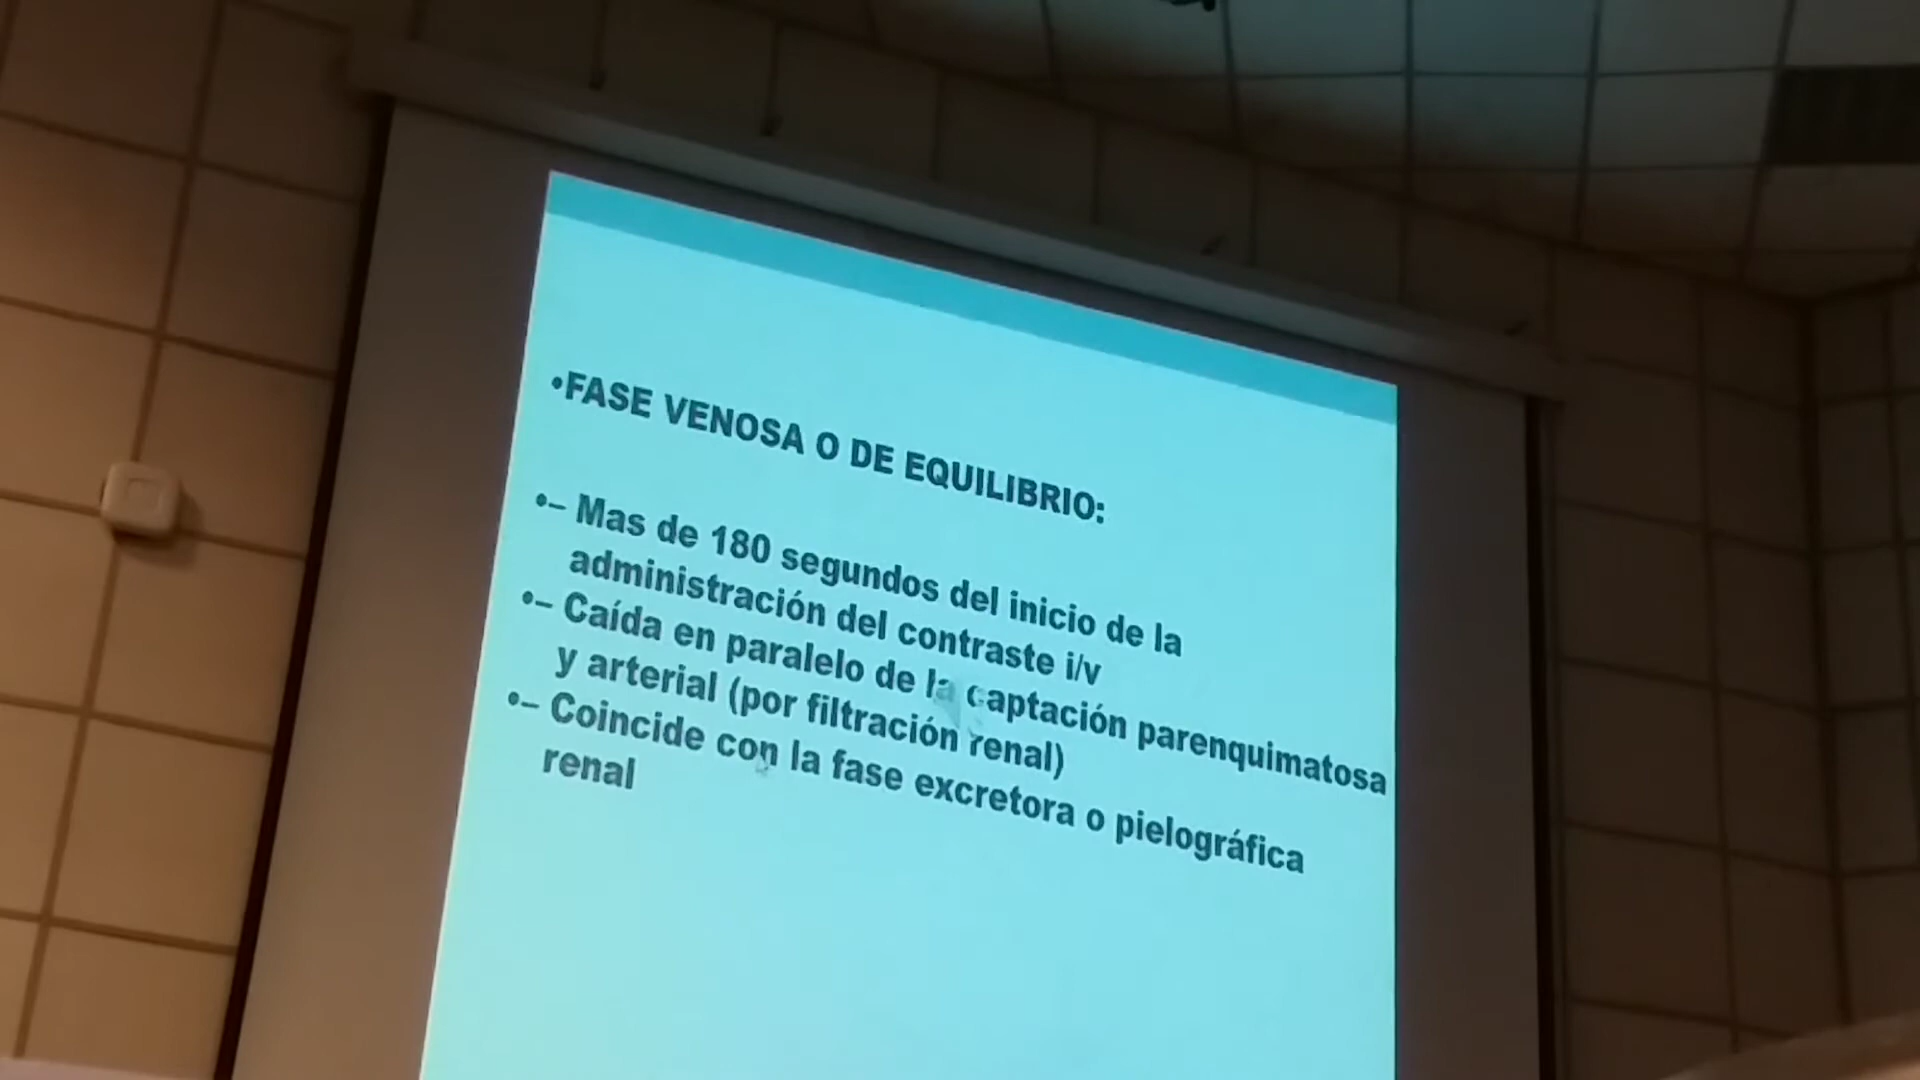 •FASE VENOSA O DE EQUILIBRIO:
•– Mas de 180 segundos del inicio de la
administración del contraste i/v
•– Caída en paralelo de la captación parenquimatosa
y arterial (por filtración renal)
•– Coincide con la fase excretora o pielográfica
renal